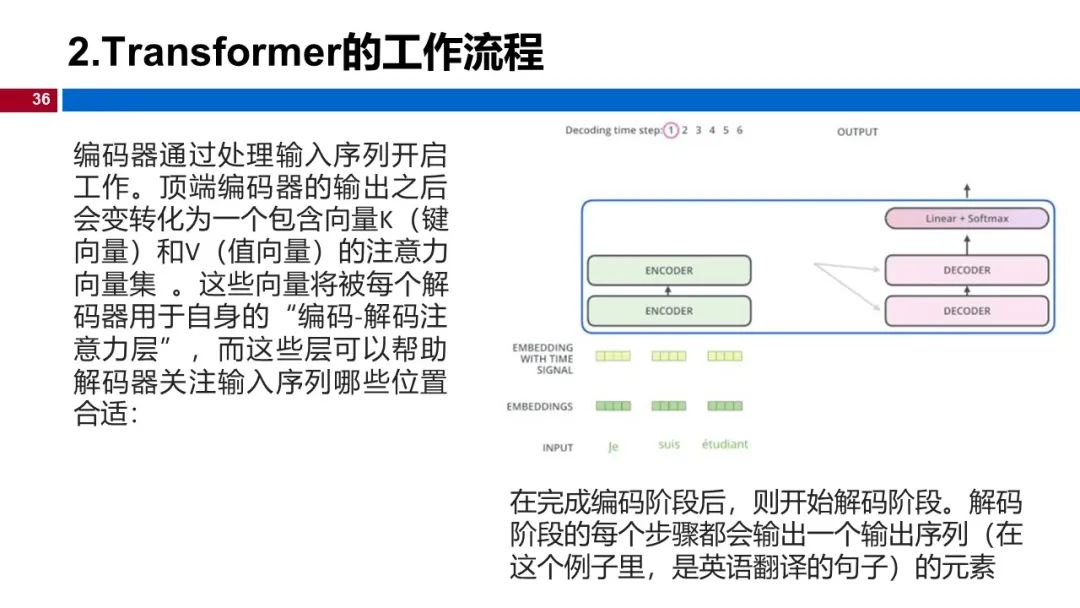 2.Transformer的工作流程
36
编码器通过处理输入序列开启
工作。顶端编码器的输出之后
会变转化为一个包含向量K（键
向量）和V（值向量）的注意力
向量集 。这些向量将被每个解
码器用于自身的“编码-解码注
意力层”，而这些层可以帮助
解码器关注输入序列哪些位置
合适：
Decoding time step: 1 2 3 4 5 6
OUTPUT
Linear + Softmax
ENCODER
DECODER
ENCODER
DECODER
EMBEDDING
WITH TIME
SIGNAL
EMBEDDINGS
INPUT Je suis étudiant
在完成编码阶段后，则开始解码阶段。解码
阶段的每个步骤都会输出一个输出序列（在
这个例子里，是英语翻译的句子）的元素